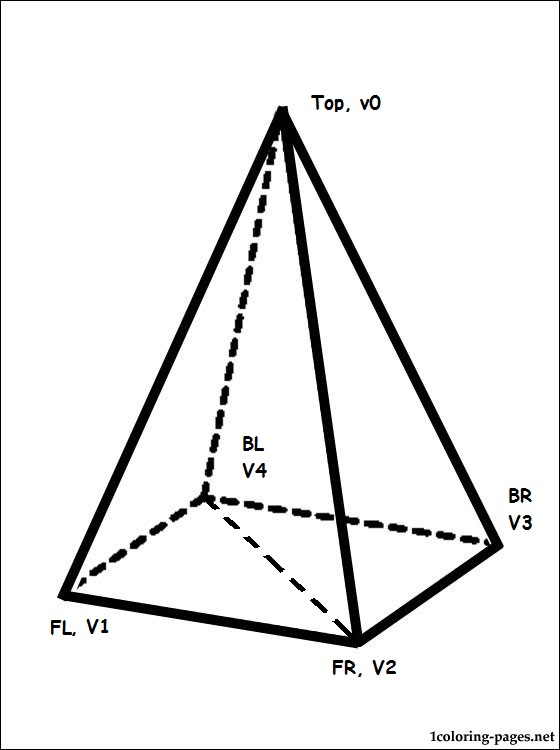 Top, v0
BL
V4
BR
V3
FL, V1
FR, V2
1coloring-pages.net